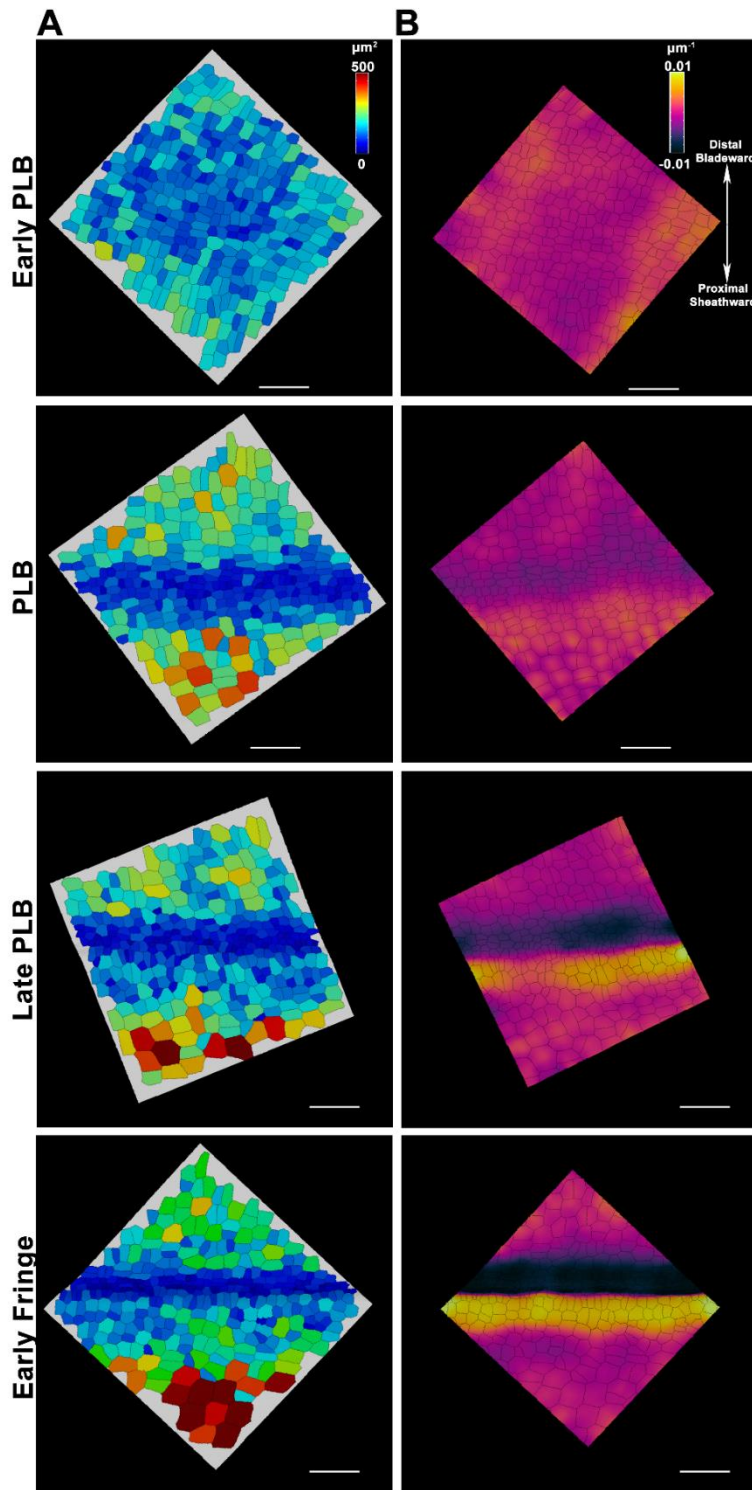 A
B
µm²
500
0
µm⁻¹
0.01
-0.01
Distal
Bladeward
Proximal
Sheathward
Early PLB
PLB
Late PLB
Early Fringe